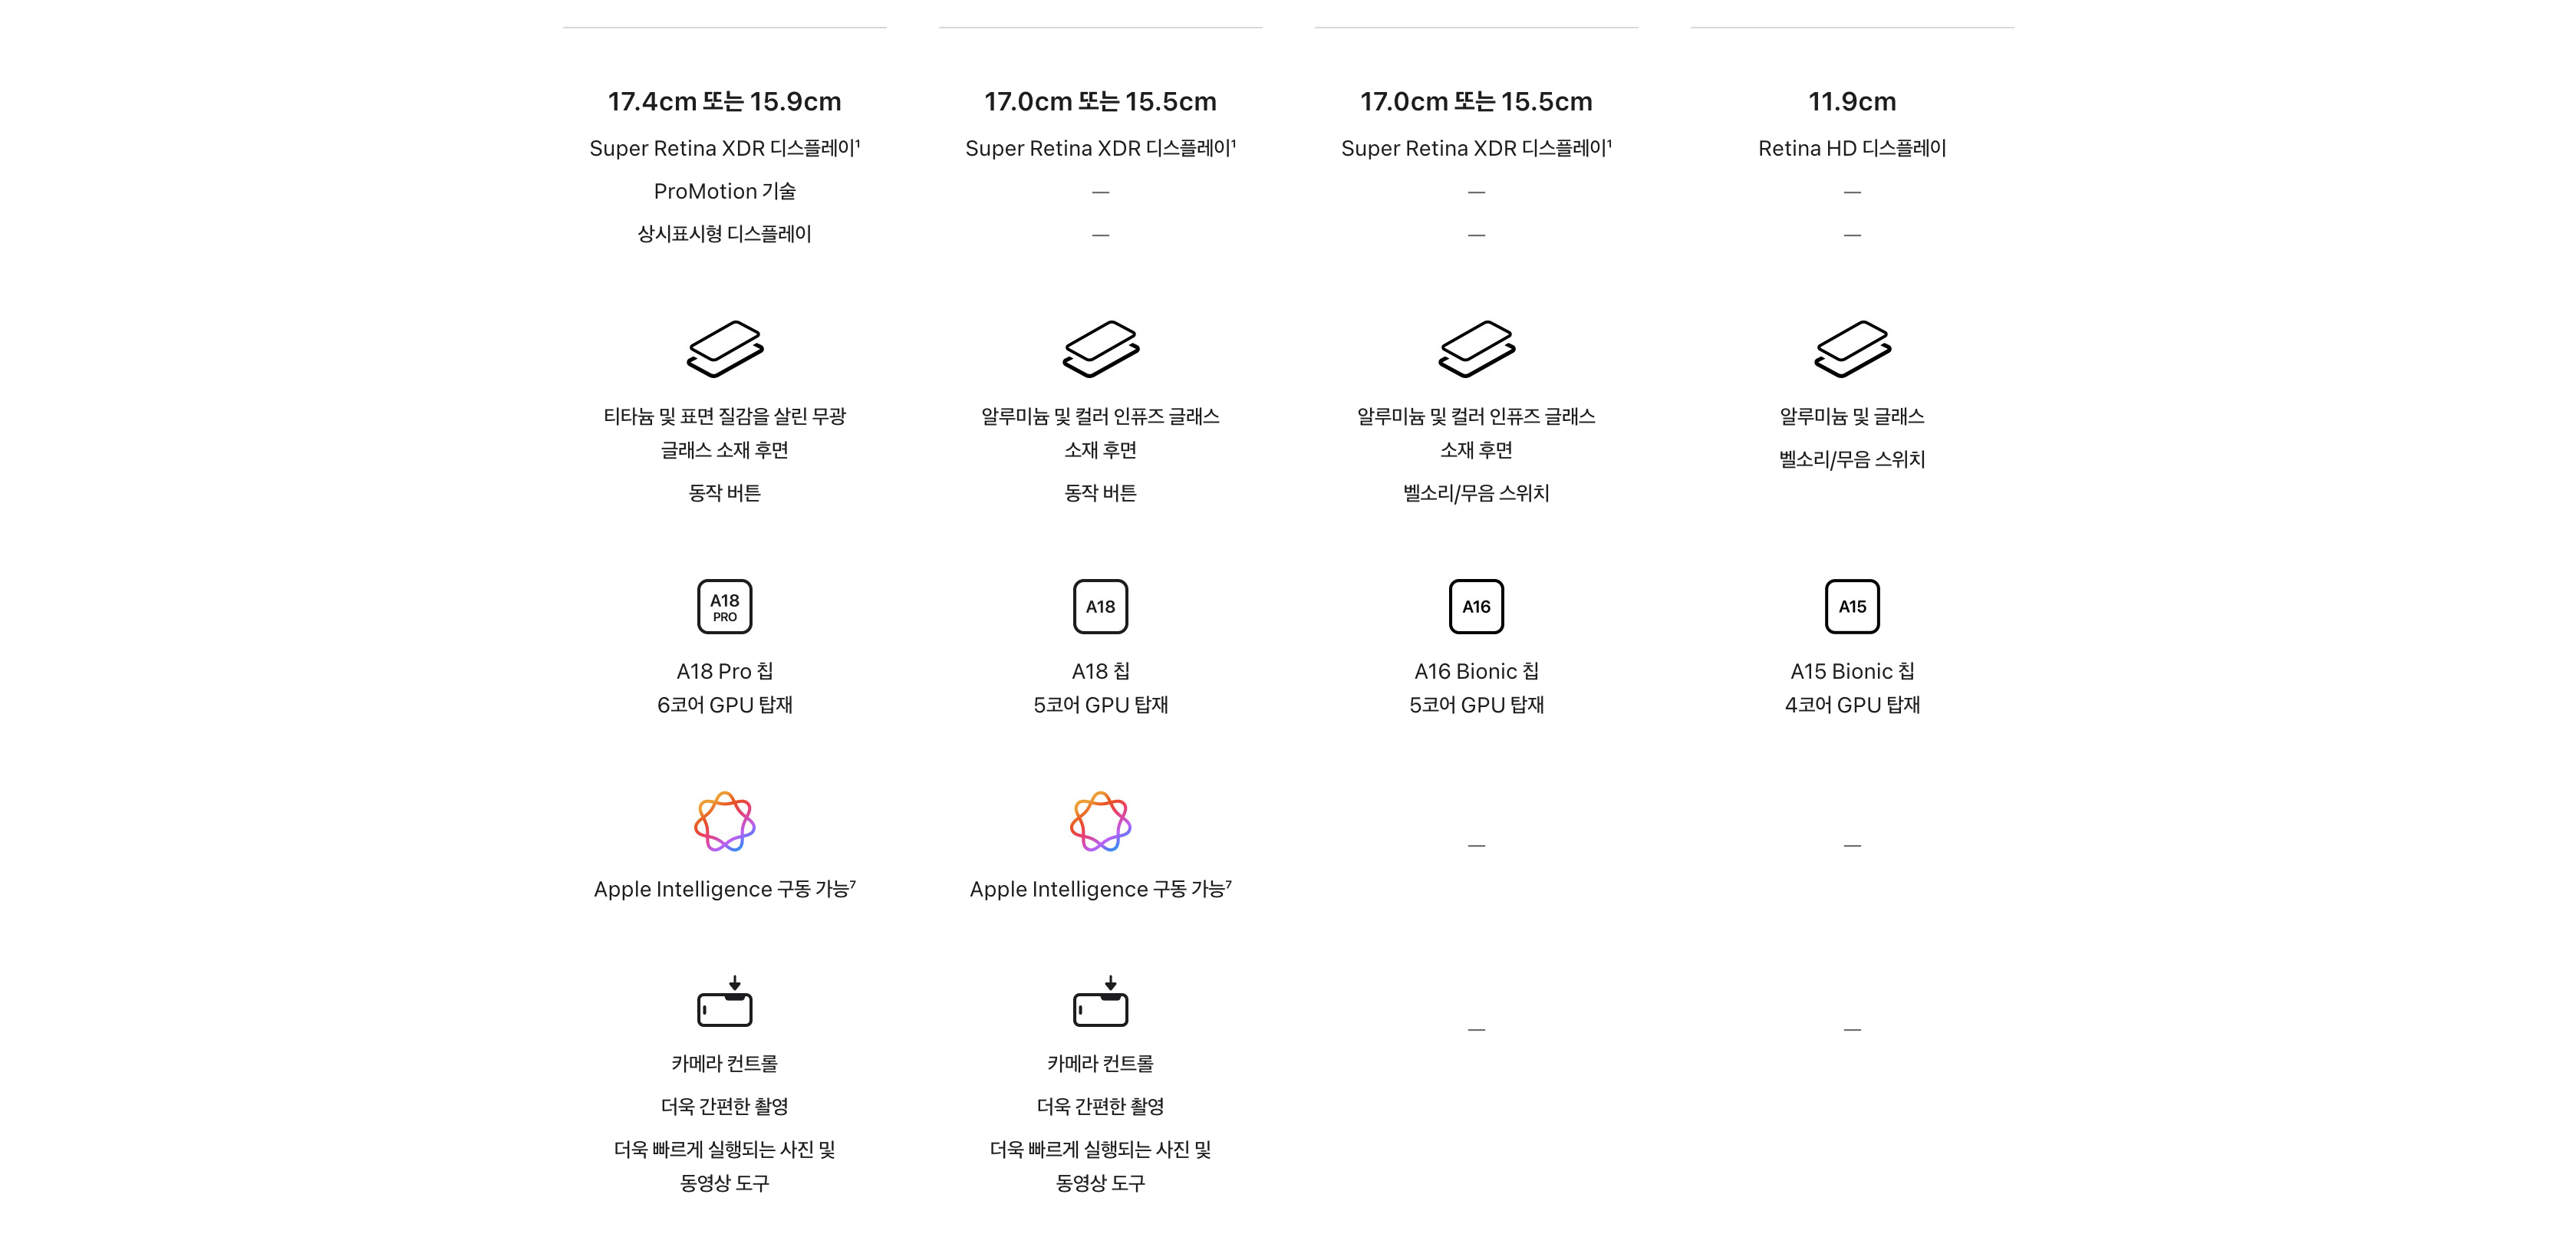 17.4cm 또는 15.9cm
Super Retina XDR 디스플레이¹
ProMotion 기술
상시표시형 디스플레이
17.0cm 또는 15.5cm
Super Retina XDR 디스플레이¹
—
—
17.0cm 또는 15.5cm
Super Retina XDR 디스플레이¹
—
—
11.9cm
Retina HD 디스플레이
—
—
티타늄 및 표면 질감을 살린 무광
글래스 소재 후면
동작 버튼
알루미늄 및 컬러 인퓨즈 글래스
소재 후면
동작 버튼
알루미늄 및 컬러 인퓨즈 글래스
소재 후면
벨소리/무음 스위치
알루미늄 및 글래스
벨소리/무음 스위치
A18
PRO
A18 Pro 칩
6코어 GPU 탑재
A18
A18 칩
5코어 GPU 탑재
A16
A16 Bionic 칩
5코어 GPU 탑재
A15
A15 Bionic 칩
4코어 GPU 탑재
Apple Intelligence 구동 가능⁷
Apple Intelligence 구동 가능⁷
—
—
카메라 컨트롤
더욱 간편한 촬영
더욱 빠르게 실행되는 사진 및
동영상 도구
카메라 컨트롤
더욱 간편한 촬영
더욱 빠르게 실행되는 사진 및
동영상 도구
—
—